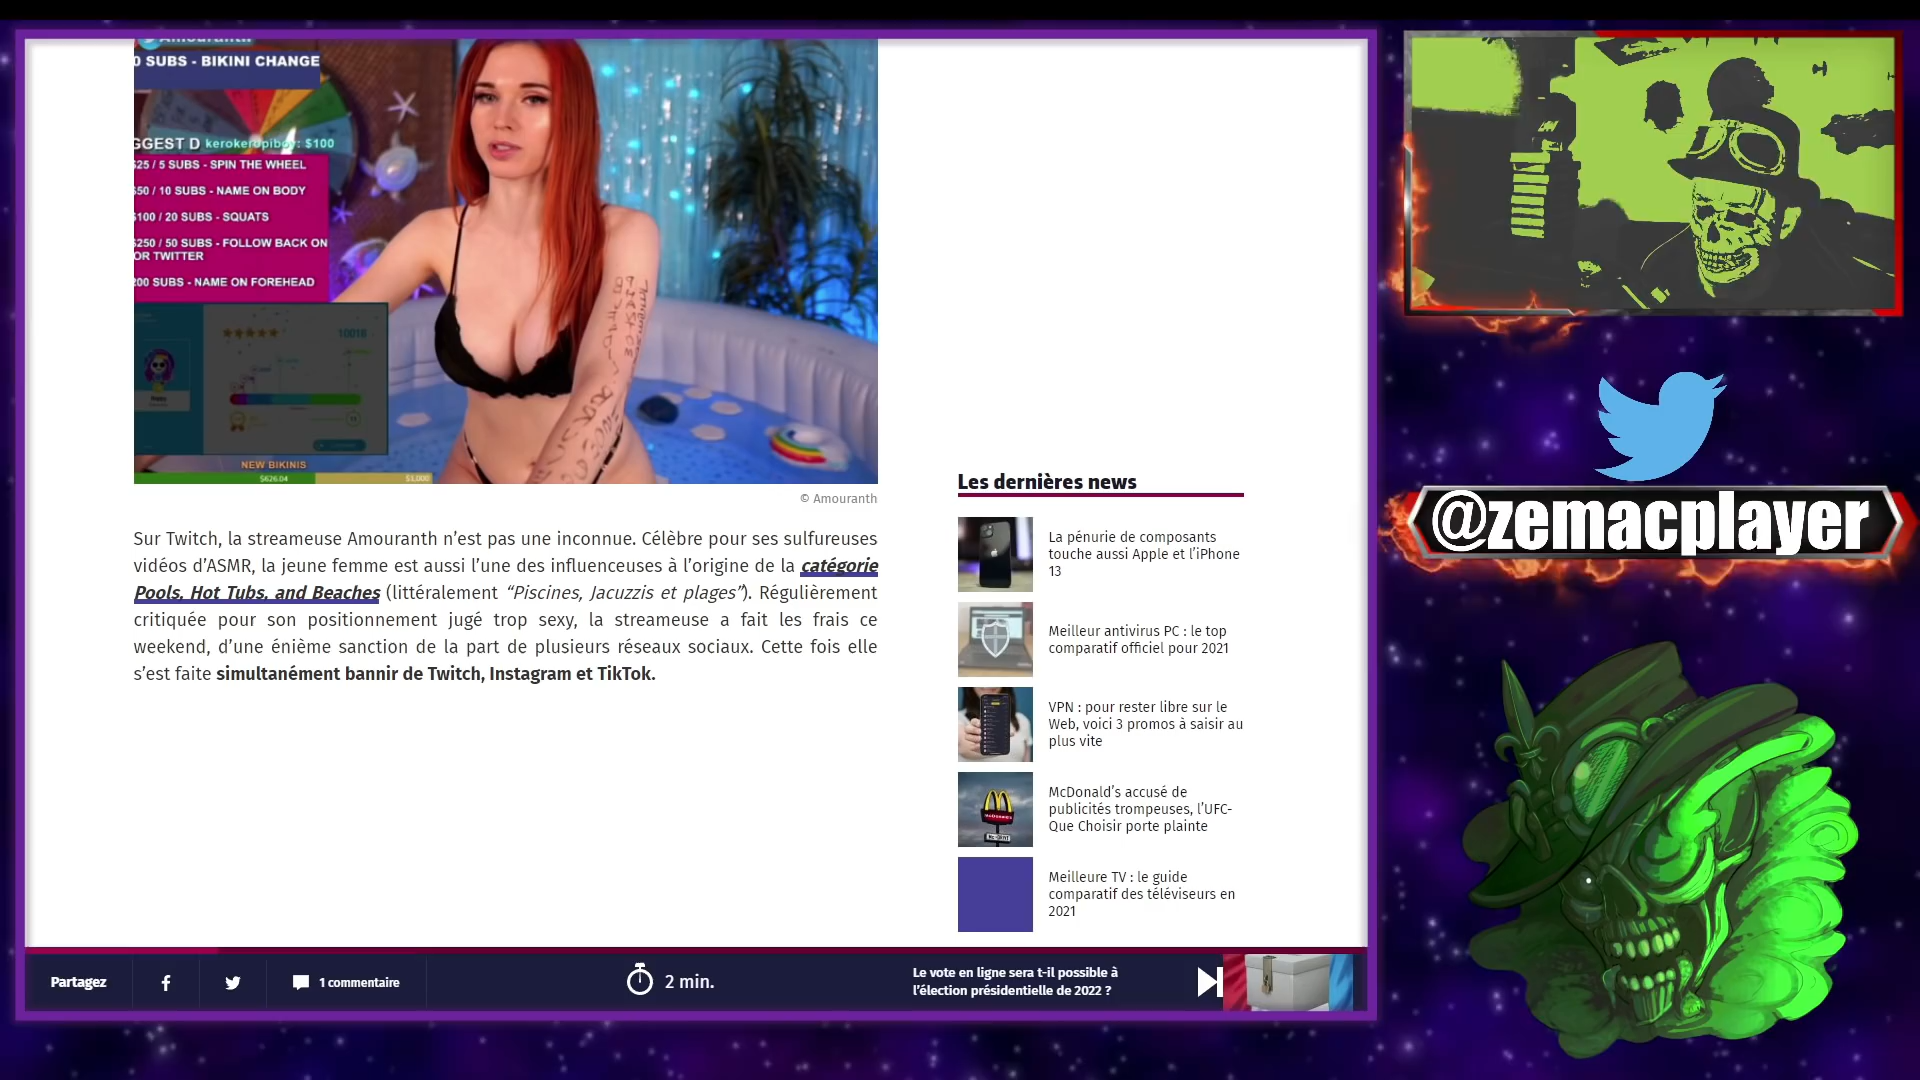 Amouranth
0 SUBS - BIKINI CHANGE
GGEST D kerokeropiboy: $100
$25 / 5 SUBS - SPIN THE WHEEL
$50 / 10 SUBS - NAME ON BODY
$100 / 20 SUBS - SQUATS
$250 / 50 SUBS - FOLLOW BACK ON
OR TWITTER
200 SUBS - NAME ON FOREHEAD
10016
NEW BIKINIS
$626.04
$1,000
© Amouranth
Sur Twitch, la streameuse Amouranth n’est pas une inconnue. Célèbre pour ses sulfureuses
vidéos d’ASMR, la jeune femme est aussi l’une des influenceuses à l’origine de la catégorie
Pools, Hot Tubs, and Beaches (littéralement “Piscines, Jacuzzis et plages”). Régulièrement
critiquée pour son positionnement jugé trop sexy, la streameuse a fait les frais ce
weekend, d’une énième sanction de la part de plusieurs réseaux sociaux. Cette fois elle
s’est faite simultanément bannir de Twitch, Instagram et TikTok.
Les dernières news
La pénurie de composants
touche aussi Apple et l’iPhone
13
Meilleur antivirus PC : le top
comparatif officiel pour 2021
VPN : pour rester libre sur le
Web, voici 3 promos à saisir au
plus vite
McDonald’s accusé de
publicités trompeuses, l’UFC-
Que Choisir porte plainte
Meilleure TV : le guide
comparatif des téléviseurs en
2021
Partagez
1 commentaire
2 min.
Le vote en ligne sera t-il possible à
l’élection présidentielle de 2022 ?
@zemacplayer